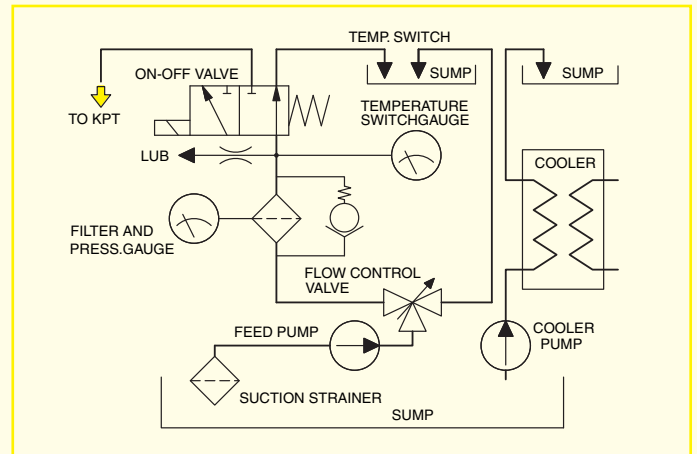 TEMP. SWITCH
ON-OFF VALVE
SUMP
SUMP
TO KPT
TEMPERATURE
SWITCHGAUGE
LUB
COOLER
FILTER AND
PRESS.GAUGE
FLOW CONTROL
VALVE
FEED PUMP
COOLER
PUMP
SUCTION STRAINER
SUMP